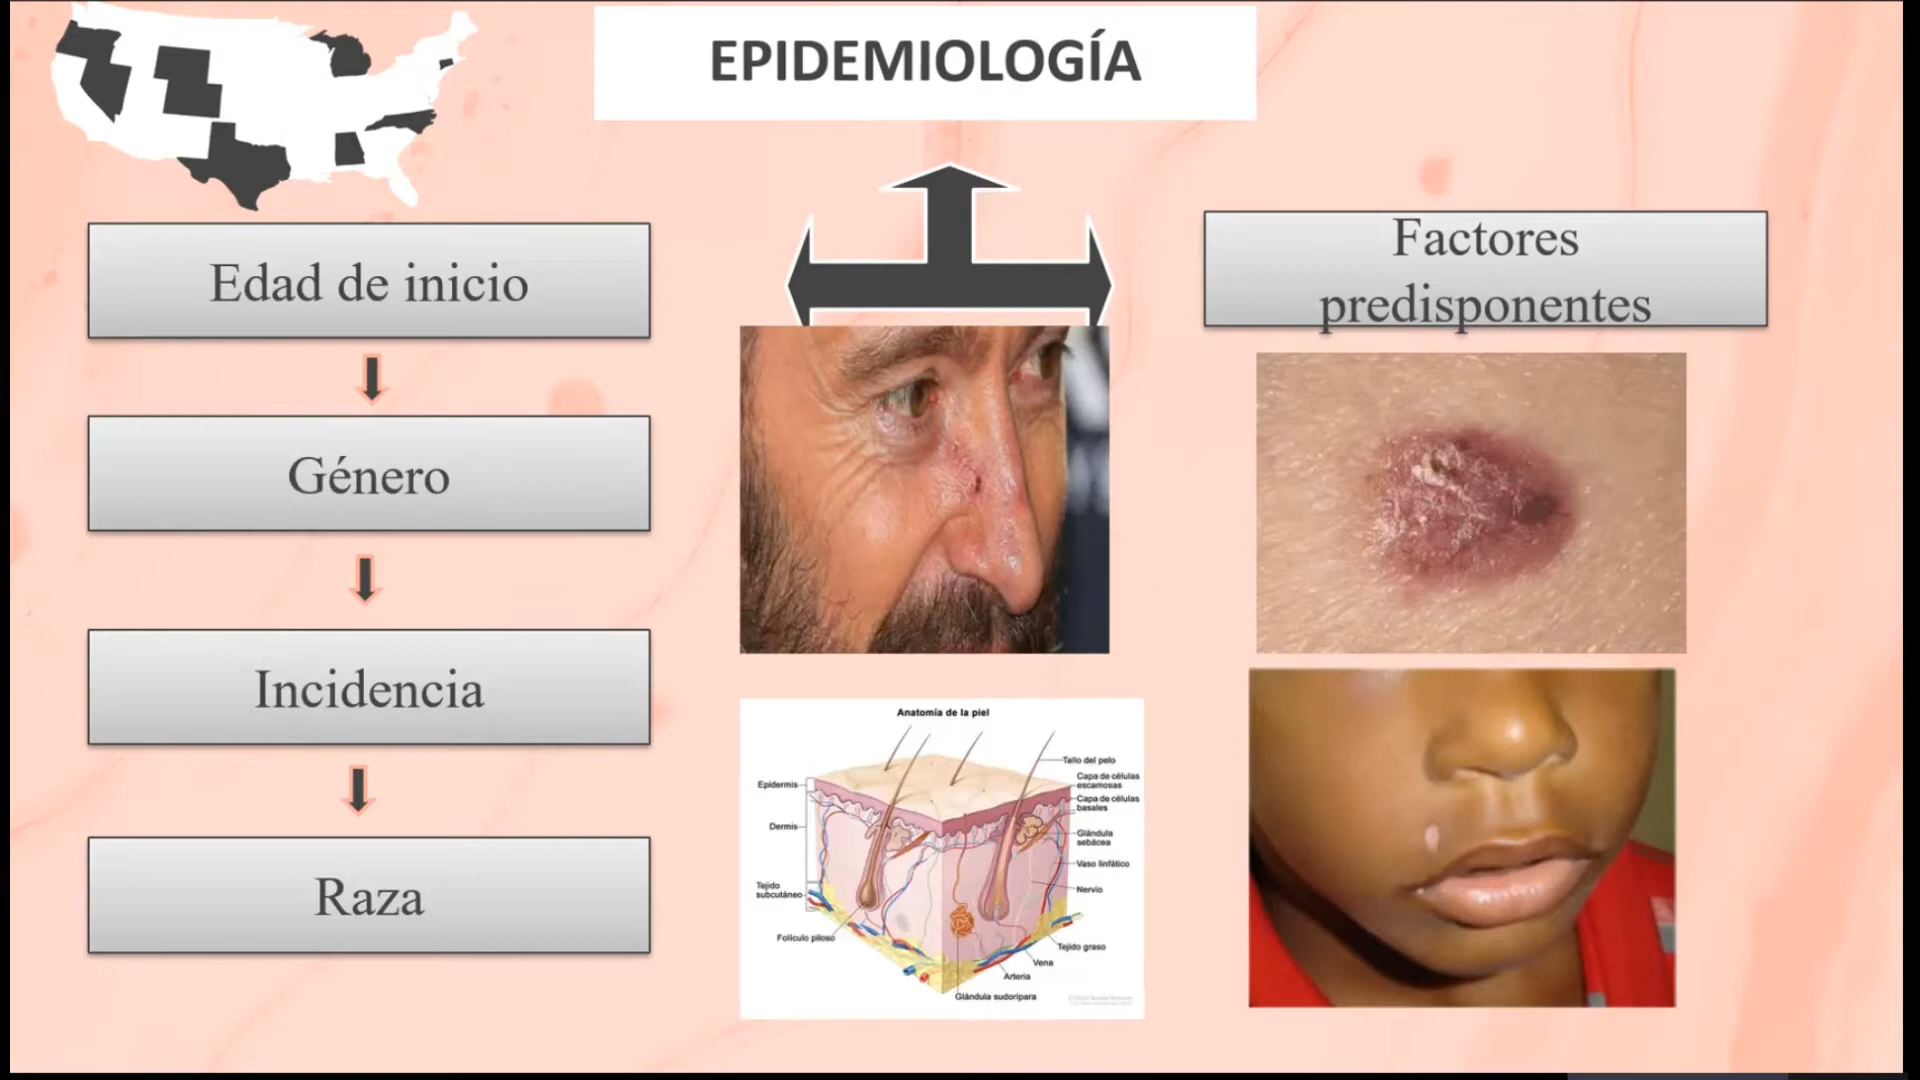 EPIDEMIOLOGÍA
Edad de inicio
Género
Incidencia
Raza
Factores
predisponentes
Anatomía de la piel
Epidermis
Dermis
Tejido
subcutáneo
Folículo piloso
Tallo del pelo
Capa de células
escamosas
Capa de células
basales
Glándula
sebácea
Vaso linfático
Nervio
Tejido graso
Vena
Arteria
Glándula sudorípara